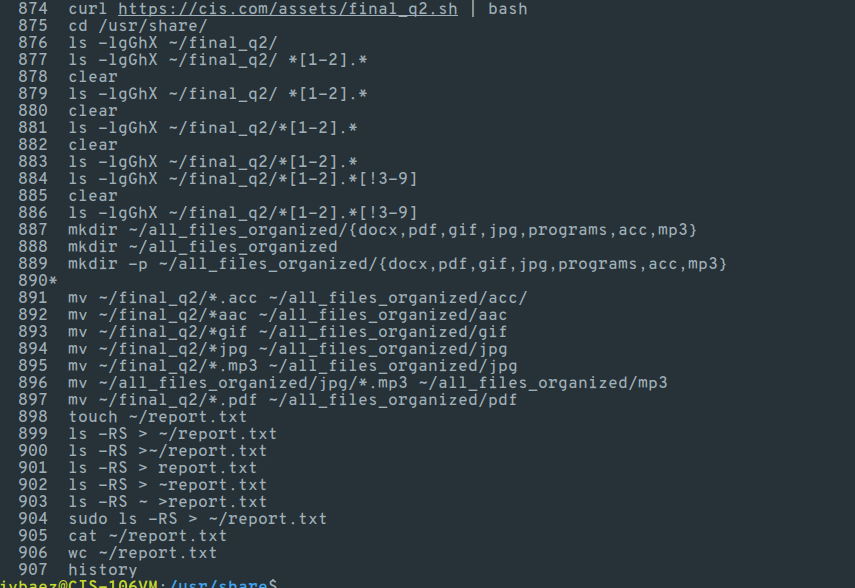 874 curl https://cis.com/assets/final_q2.sh | bash
875 cd /usr/share/
876 ls -lgGhX ~/final_q2/
877 ls -lgGhX ~/final_q2/ *[1-2].*
878 clear
879 ls -lgGhX ~/final_q2/ *[1-2].*
880 clear
881 ls -lgGhX ~/final_q2/*[1-2].*
882 clear
883 ls -lgGhX ~/final_q2/*[1-2].*
884 ls -lgGhX ~/final_q2/*[1-2].*[!3-9]
885 clear
886 ls -lgGhX ~/final_q2/*[1-2].*[!3-9]
887 mkdir ~/all_files_organized/{docx,pdf,gif,jpg,programs,acc,mp3}
888 mkdir ~/all_files_organized
889 mkdir -p ~/all_files_organized/{docx,pdf,gif,jpg,programs,acc,mp3}
890*
891 mv ~/final_q2/*.acc ~/all_files_organized/acc/
892 mv ~/final_q2/*aac ~/all_files_organized/aac
893 mv ~/final_q2/*gif ~/all_files_organized/gif
894 mv ~/final_q2/*jpg ~/all_files_organized/jpg
895 mv ~/final_q2/*.mp3 ~/all_files_organized/jpg
896 mv ~/all_files_organized/jpg/*.mp3 ~/all_files_organized/mp3
897 mv ~/final_q2/*.pdf ~/all_files_organized/pdf
898 touch ~/report.txt
899 ls -RS > ~/report.txt
900 ls -RS >~/report.txt
901 ls -RS > report.txt
902 ls -RS > ~report.txt
903 ls -RS ~ >report.txt
904 sudo ls -RS > ~/report.txt
905 cat ~/report.txt
906 wc ~/report.txt
907 history
jybaez@CIS-106VM:/usr/share$